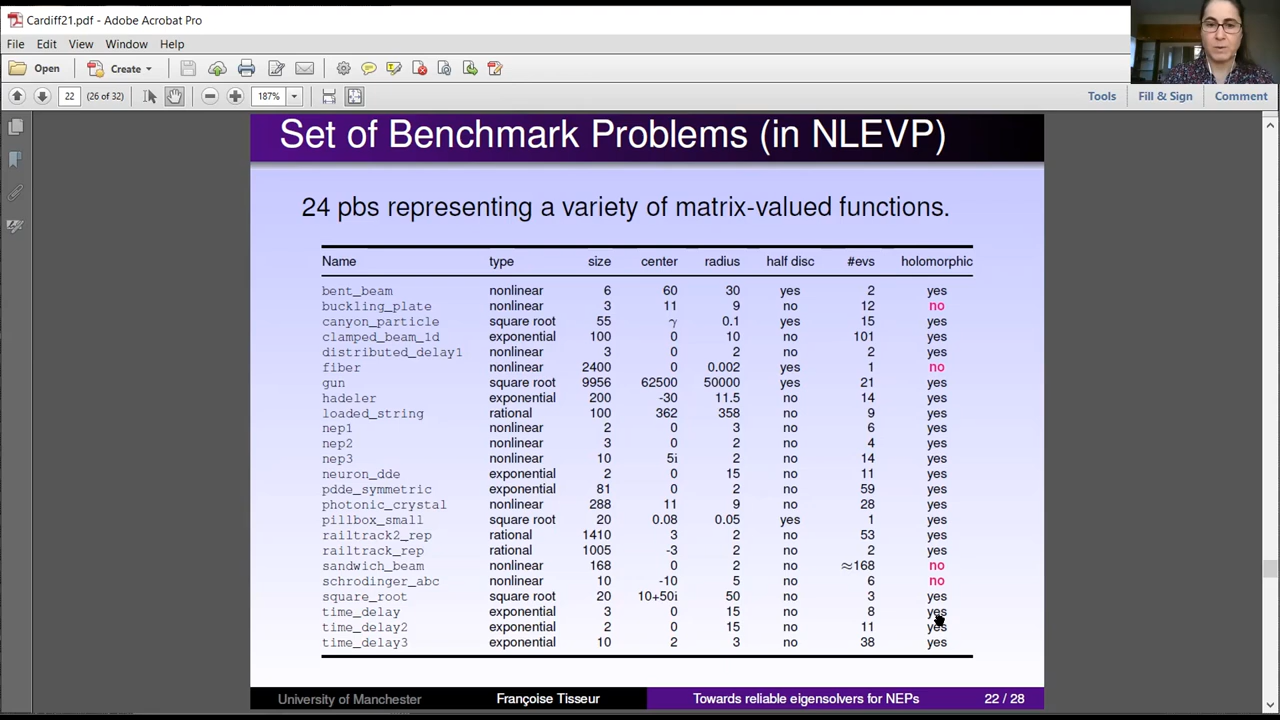 Cardiff21.pdf - Adobe Acrobat Pro
File Edit View Window Help
Open Create
22 (26 of 32) 187% Tools Fill & Sign Comment
Set of Benchmark Problems (in NLEVP)
24 pbs representing a variety of matrix-valued functions.
Name type size center radius half disc #evs holomorphic
bent_beam nonlinear 6 60 30 yes 2 yes
buckling_plate nonlinear 3 11 9 no 12 no
canyon_particle square root 55 γ 0.1 yes 15 yes
clamped_beam_1d exponential 100 0 10 no 101 yes
distributed_delay1 nonlinear 3 0 2 no 2 yes
fiber nonlinear 2400 0 0.002 yes 1 no
gun square root 9956 62500 50000 yes 21 yes
hadeler exponential 200 -30 11.5 no 14 yes
loaded_string rational 100 362 358 no 9 yes
nep1 nonlinear 2 0 3 no 6 yes
nep2 nonlinear 3 0 2 no 4 yes
nep3 nonlinear 10 5i 2 no 14 yes
neuron_dde exponential 2 0 15 no 11 yes
pdde_symmetric exponential 81 0 2 no 59 yes
photonic_crystal nonlinear 288 11 9 no 28 yes
pillbox_small square root 20 0.08 0.05 yes 1 yes
railtrack2_rep rational 1410 3 2 no 53 yes
railtrack_rep rational 1005 -3 2 no 2 yes
sandwich_beam nonlinear 168 0 2 no ≈168 no
schrodinger_abc nonlinear 10 -10 5 no 6 no
square_root square root 20 10+50i 50 no 3 yes
time_delay exponential 3 0 15 no 8 yes
time_delay2 exponential 2 0 15 no 11 yes
time_delay3 exponential 10 2 3 no 38 yes
University of Manchester Françoise Tisseur Towards reliable eigensolvers for NEPs 22 / 28